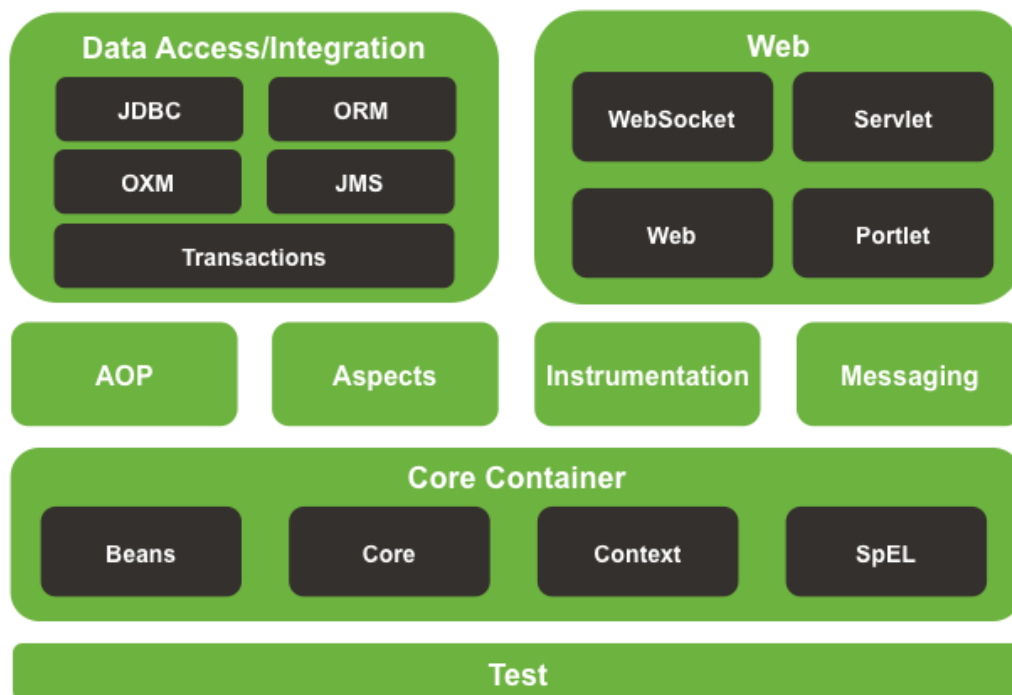 Data Access/Integration
JDBC
ORM
OXM
JMS
Transactions
Web
WebSocket
Servlet
Web
Portlet
AOP
Aspects
Instrumentation
Messaging
Core Container
Beans
Core
Context
SpEL
Test